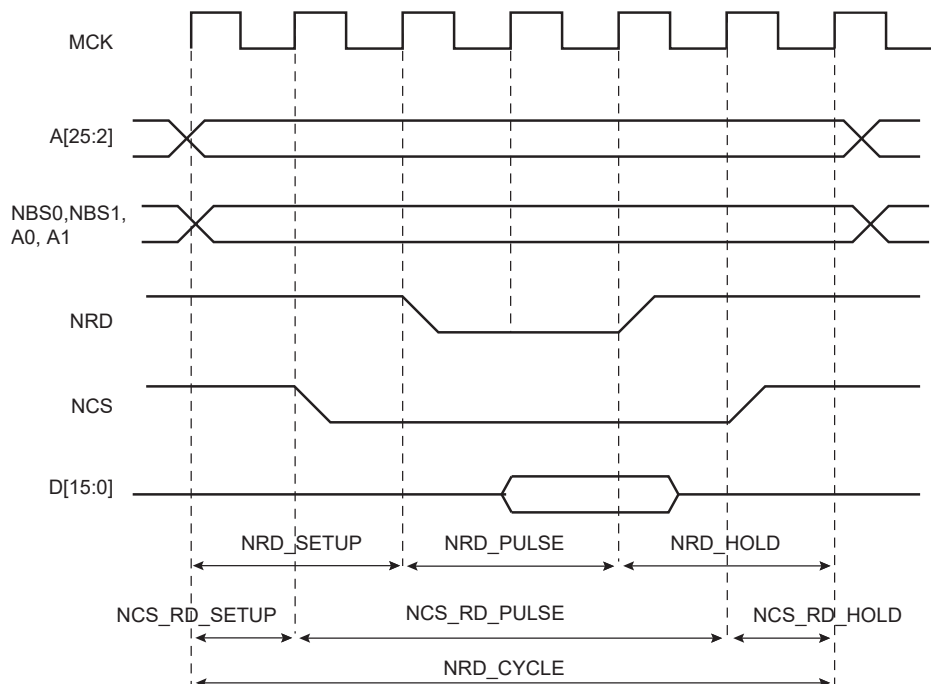 MCK
A[25:2]
NBS0,NBS1,
A0, A1
NRD
NCS
D[15:0]
NRD_SETUP
NRD_PULSE
NRD_HOLD
NCS_RD_SETUP
NCS_RD_PULSE
NCS_RD_HOLD
NRD_CYCLE